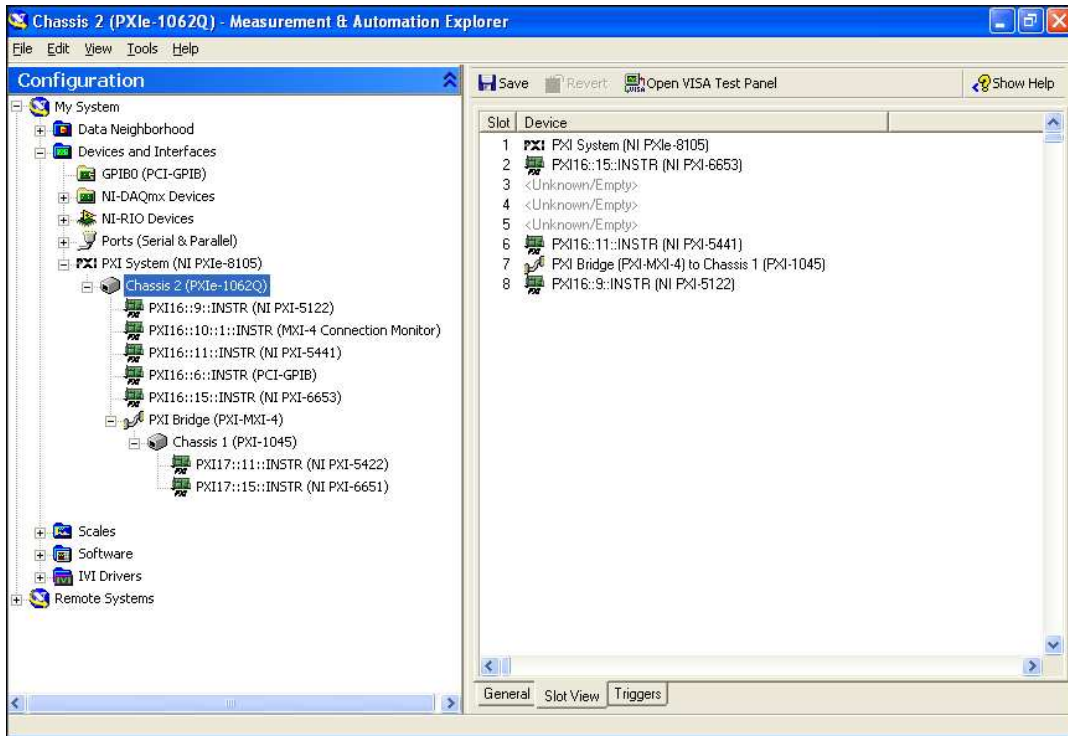 Chassis 2 (PXIe-1062Q) - Measurement & Automation Explorer
File Edit View Tools Help
Configuration
My System
Data Neighborhood
Devices and Interfaces
GPIB0 (PCI-GPIB)
NI-DAQmx Devices
NI-RIO Devices
Ports (Serial & Parallel)
PXI PXI System (NI PXIe-8105)
Chassis 2 (PXIe-1062Q)
PXI16::9::INSTR (NI PXI-5122)
PXI16::10::1::INSTR (MXI-4 Connection Monitor)
PXI16::11::INSTR (NI PXI-5441)
PXI16::6::INSTR (PCI-GPIB)
PXI16::15::INSTR (NI PXI-6653)
PXI Bridge (PXI-MXI-4)
Chassis 1 (PXI-1045)
PXI17::11::INSTR (NI PXI-5422)
PXI17::15::INSTR (NI PXI-6651)
Scales
Software
IVI Drivers
Remote Systems
Save Revert Open VISA Test Panel Show Help
Slot Device
1 PXI PXI System (NI PXIe-8105)
2 PXI16::15::INSTR (NI PXI-6653)
3 <Unknown/Empty>
4 <Unknown/Empty>
5 <Unknown/Empty>
6 PXI16::11::INSTR (NI PXI-5441)
7 PXI Bridge (PXI-MXI-4) to Chassis 1 (PXI-1045)
8 PXI16::9::INSTR (NI PXI-5122)
General Slot View Triggers